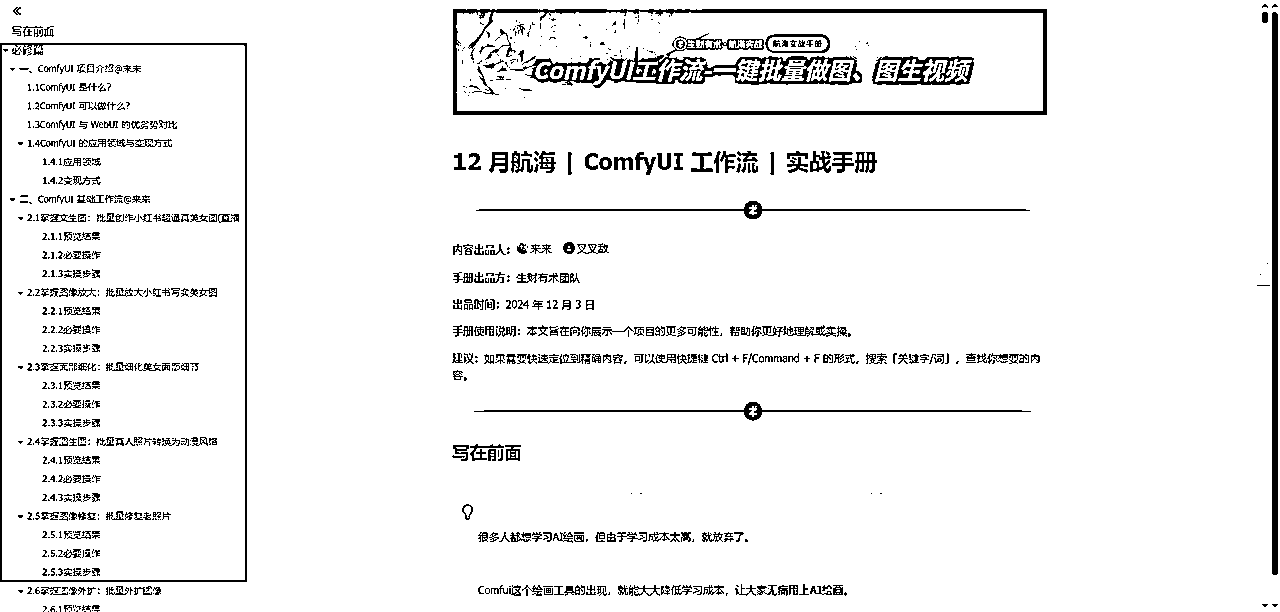 写在前面
必修篇
一、ComfyUI 项目介绍@来来
1.1ComfyUI 是什么？
1.2ComfyUI 可以做什么？
1.3ComfyUI 与 WebUI 的优劣势对比
1.4ComfyUI 的应用领域与变现方式
1.4.1应用领域
1.4.2变现方式
二、ComfyUI 基础工作流@来来
2.1掌握文生图：批量创作小红书超逼真美女图(直播
2.1.1预览结果
2.1.2必要操作
2.1.3实操步骤
2.2掌握图像放大：批量放大小红书写实美女图
2.2.1预览结果
2.2.2必要操作
2.2.3实操步骤
2.3掌握面部细化：批量细化美女面部细节
2.3.1预览结果
2.3.2必要操作
2.3.3实操步骤
2.4掌握图生图：批量真人照片转换为动漫风格
2.4.1预览结果
2.4.2必要操作
2.4.3实操步骤
2.5掌握图像修复：批量修复老照片
2.5.1预览结果
2.5.2必要操作
2.5.3实操步骤
2.6掌握图像外扩：批量外扩图像
2.6.1预览结果
生财有术·航海实战 航海实战手册
ComfyUI工作流-一键批量做图、图生视频
12 月航海 | ComfyUI 工作流 | 实战手册
内容出品人： 来来 叉叉敌
手册出品方：生财有术团队
出品时间：2024 年 12 月 3 日
手册使用说明：本文旨在向你展示一个项目的更多可能性，帮助你更好地理解或实操。
建议：如果需要快速定位到精确内容，可以使用快捷键 Ctrl + F/Command + F 的形式，搜索「关键字/词」，查找你想要的内
容。
写在前面
很多人都想学习AI绘画，但由于学习成本太高，就放弃了。
Comfui这个绘画工具的出现，就能大大降低学习成本，让大家无痛用上AI绘画。